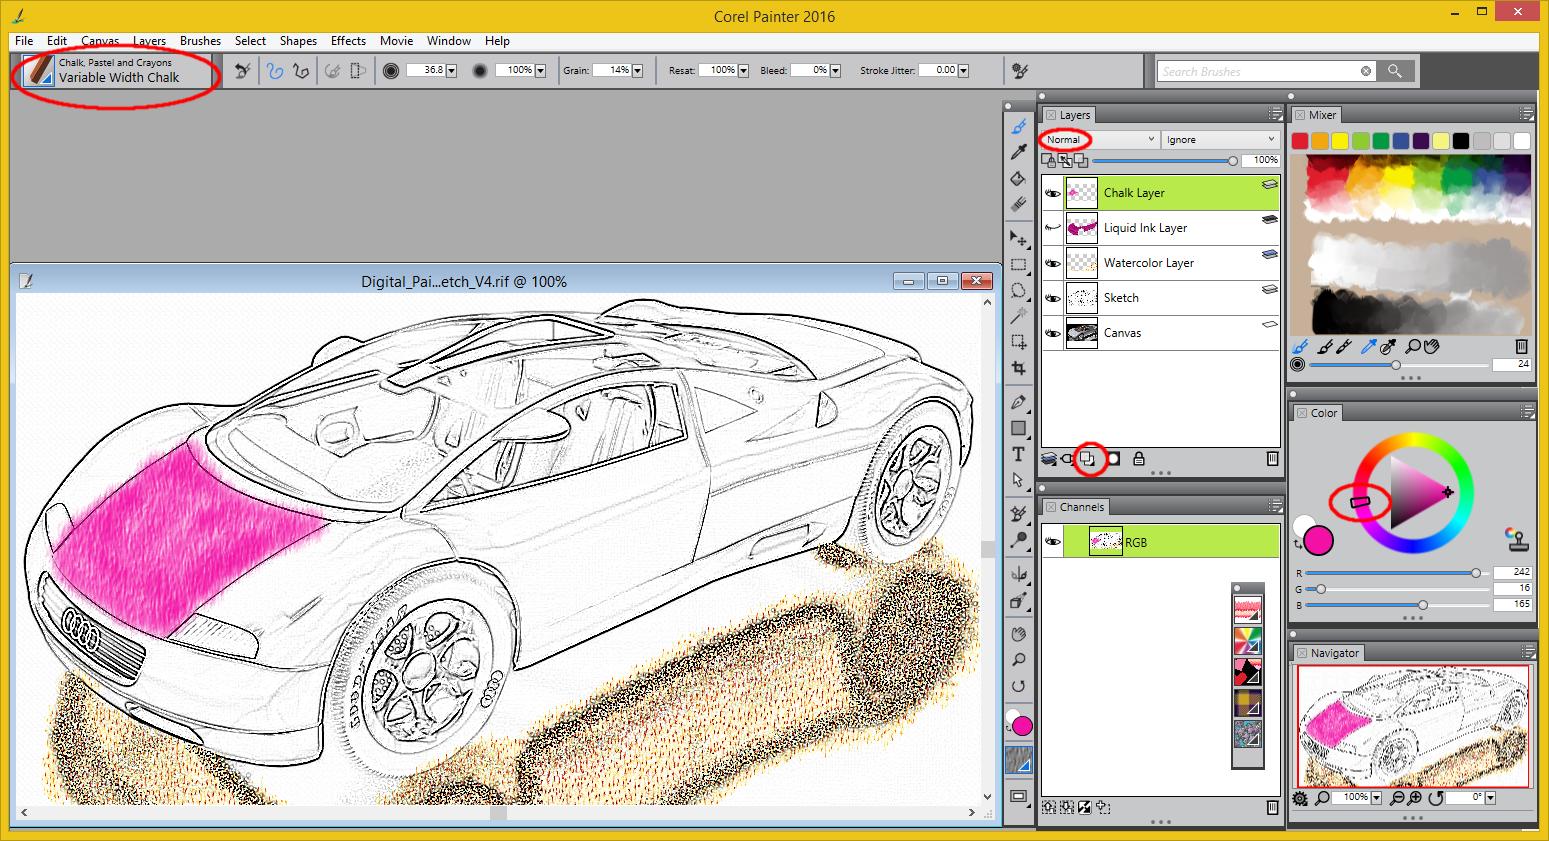 Corel Painter 2016
File Edit Canvas Layers Brushes Select Shapes Effects Movie Window Help
Chalk, Pastel and Crayons
Variable Width Chalk
36.8 100% Grain: 14% Resat: 100% Bleed: 0% Stroke Jitter: 0.00
Search Brushes
Layers
Normal Ignore
100%
Chalk Layer
Liquid Ink Layer
Watercolor Layer
Sketch
Canvas
Channels
RGB
Mixer
24
Color
R 242
G 16
B 165
Navigator
100% 0°
Digital_Pai...etch_V4.rif @ 100%
T